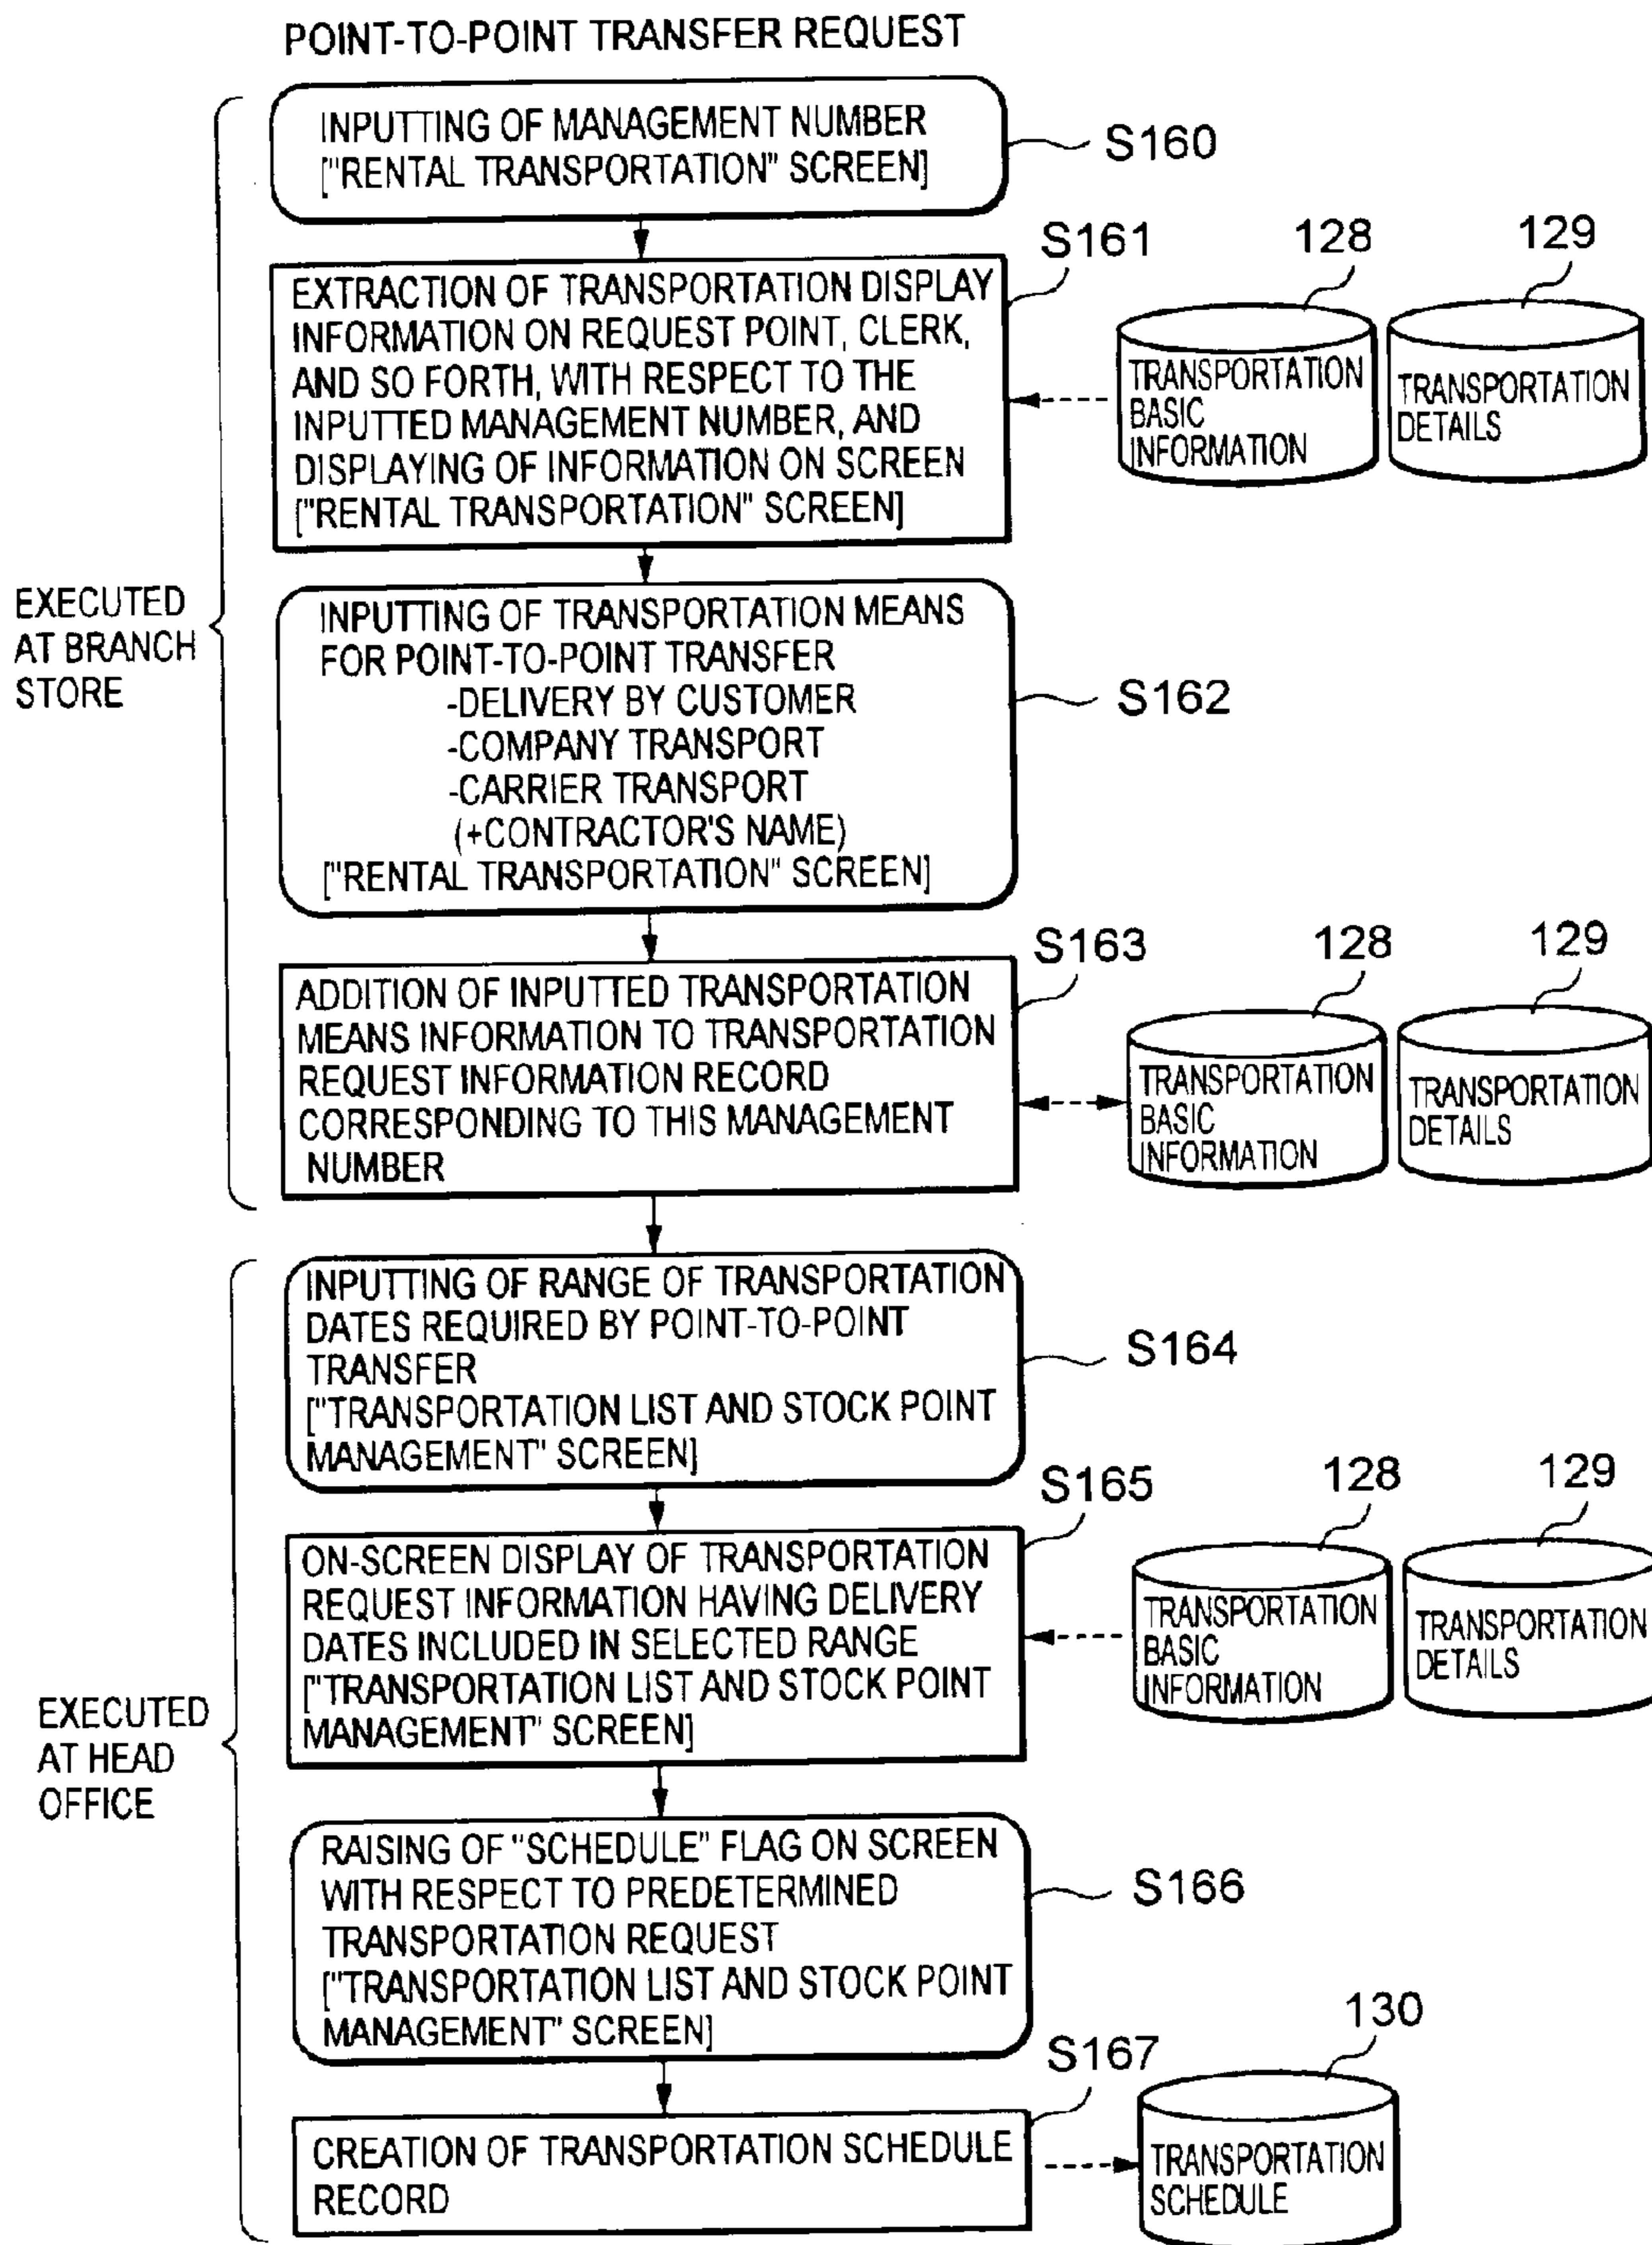 POINT-TO-POINT TRANSFER REQUEST
INPUTTING OF MANAGEMENT NUMBER
["RENTAL TRANSPORTATION" SCREEN]
S160
S161
128
129
EXTRACTION OF TRANSPORTATION DISPLAY
INFORMATION ON REQUEST POINT, CLERK,
AND SO FORTH, WITH RESPECT TO THE
INPUTTED MANAGEMENT NUMBER, AND
DISPLAYING OF INFORMATION ON SCREEN
["RENTAL TRANSPORTATION" SCREEN]
TRANSPORTATION
BASIC
INFORMATION
TRANSPORTATION
DETAILS
EXECUTED
AT BRANCH
STORE
INPUTTING OF TRANSPORTATION MEANS
FOR POINT-TO-POINT TRANSFER
-DELIVERY BY CUSTOMER
-COMPANY TRANSPORT
-CARRIER TRANSPORT
(+CONTRACTOR'S NAME)
["RENTAL TRANSPORTATION" SCREEN]
S162
S163
128
129
ADDITION OF INPUTTED TRANSPORTATION
MEANS INFORMATION TO TRANSPORTATION
REQUEST INFORMATION RECORD
CORRESPONDING TO THIS MANAGEMENT
NUMBER
TRANSPORTATION
BASIC
INFORMATION
TRANSPORTATION
DETAILS
INPUTTING OF RANGE OF TRANSPORTATION
DATES REQUIRED BY POINT-TO-POINT
TRANSFER
["TRANSPORTATION LIST AND STOCK POINT
MANAGEMENT" SCREEN]
S164
S165
128
129
ON-SCREEN DISPLAY OF TRANSPORTATION
REQUEST INFORMATION HAVING DELIVERY
DATES INCLUDED IN SELECTED RANGE
["TRANSPORTATION LIST AND STOCK POINT
MANAGEMENT" SCREEN]
TRANSPORTATION
BASIC
INFORMATION
TRANSPORTATION
DETAILS
EXECUTED
AT HEAD
OFFICE
RAISING OF "SCHEDULE" FLAG ON SCREEN
WITH RESPECT TO PREDETERMINED
TRANSPORTATION REQUEST
["TRANSPORTATION LIST AND STOCK POINT
MANAGEMENT" SCREEN]
S166
S167
130
CREATION OF TRANSPORTATION SCHEDULE
RECORD
TRANSPORTATION
SCHEDULE